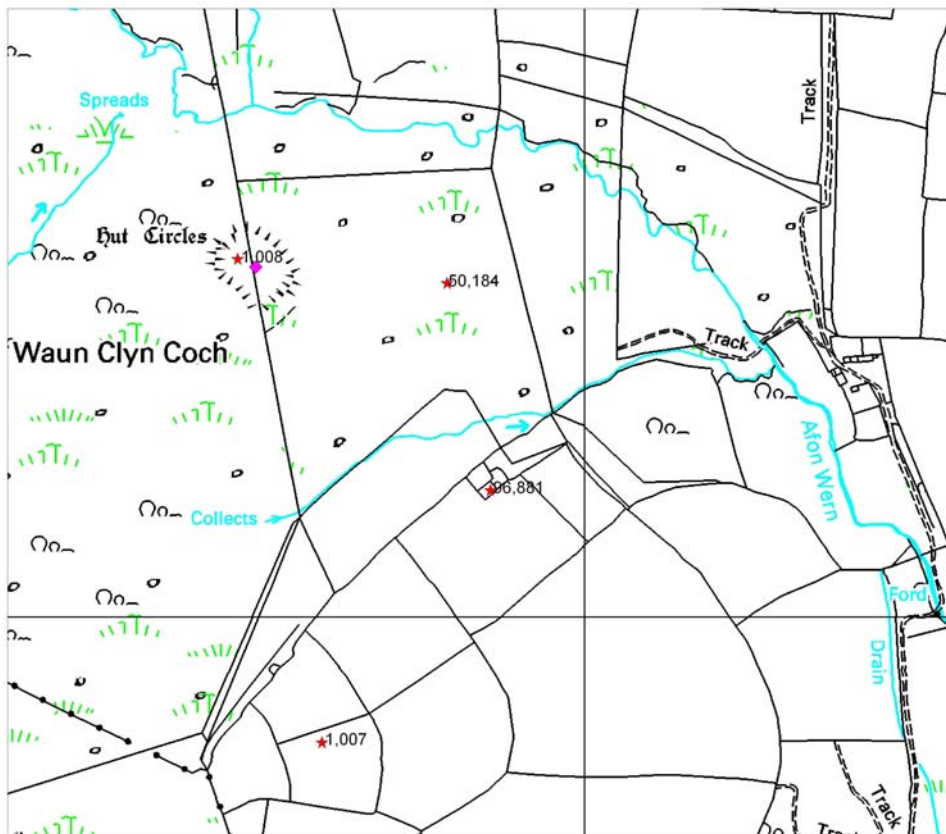 Track
Spreads
Hut Circles
1,008
50,184
Track
Waun Clyn Coch
Afon Wern
96,881
Collects
Ford
Drain
1,007
Track
Track